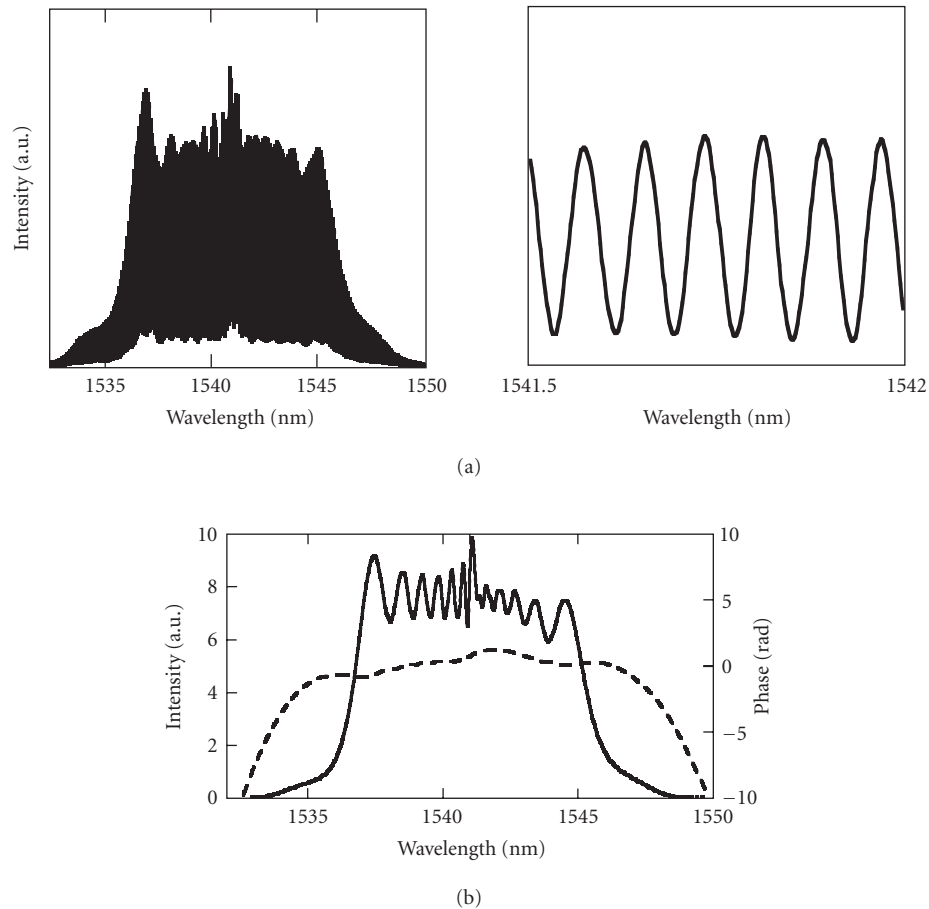 Intensity (a.u.)
1535 1540 1545 1550
Wavelength (nm)
1541.5 1542
Wavelength (nm)
(a)
Intensity (a.u.)
10
8
6
4
2
0
10
5
0
−5
−10
Phase (rad)
1535 1540 1545 1550
Wavelength (nm)
(b)